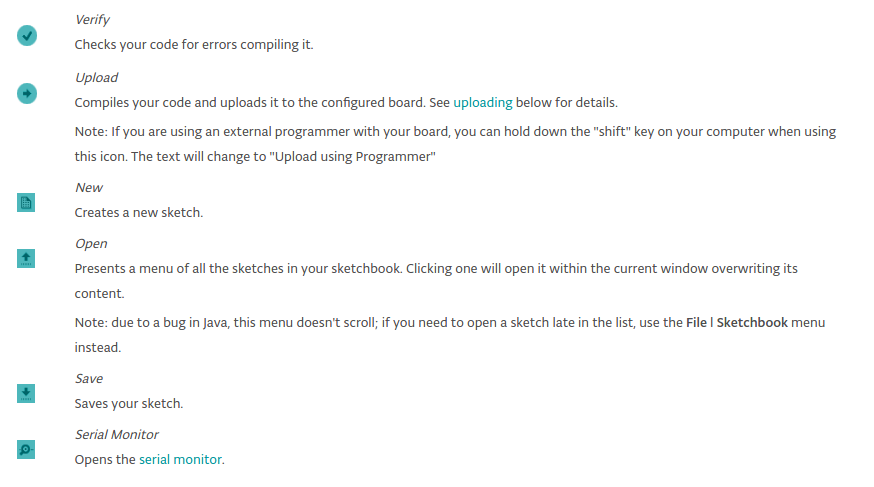 Verify
Checks your code for errors compiling it.
Upload
Compiles your code and uploads it to the configured board. See uploading below for details.
Note: If you are using an external programmer with your board, you can hold down the "shift" key on your computer when using
this icon. The text will change to "Upload using Programmer"
New
Creates a new sketch.
Open
Presents a menu of all the sketches in your sketchbook. Clicking one will open it within the current window overwriting its
content.
Note: due to a bug in Java, this menu doesn't scroll; if you need to open a sketch late in the list, use the File | Sketchbook menu
instead.
Save
Saves your sketch.
Serial Monitor
Opens the serial monitor.